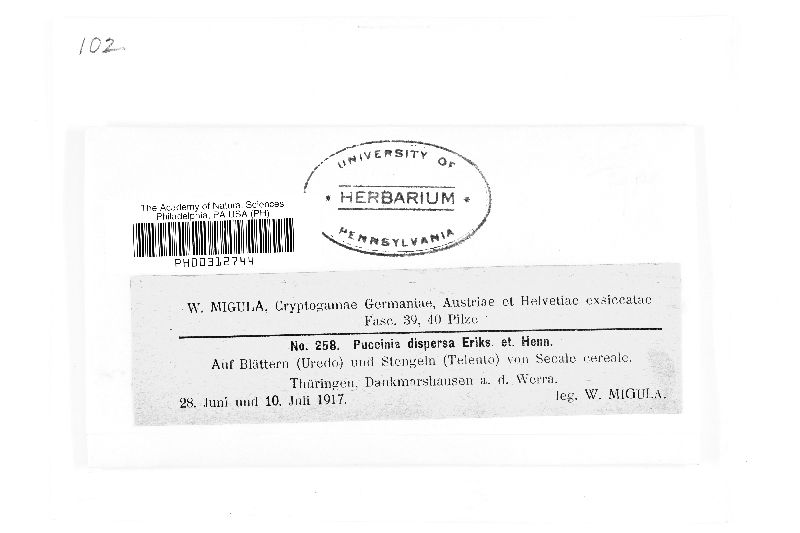 102.
UNIVERSITY OF
* HERBARIUM *
PENNSYLVANIA
The Academy of Natural Sciences
Philadelphia, PA USA (PH)
PH00312744
W. MIGULA, Cryptogamae Germaniae, Austriae et Helvetiae exsiccatae
Fasc. 39, 40 Pilze
No. 258. Puccinia dispersa Eriks. et. Henn.
Auf Blättern (Uredo) und Stengeln (Teleuto) von Secale cereale.
Thüringen, Dankmarshausen a. d. Werra.
28. Juni und 10. Juli 1917. leg. W. MIGULA.